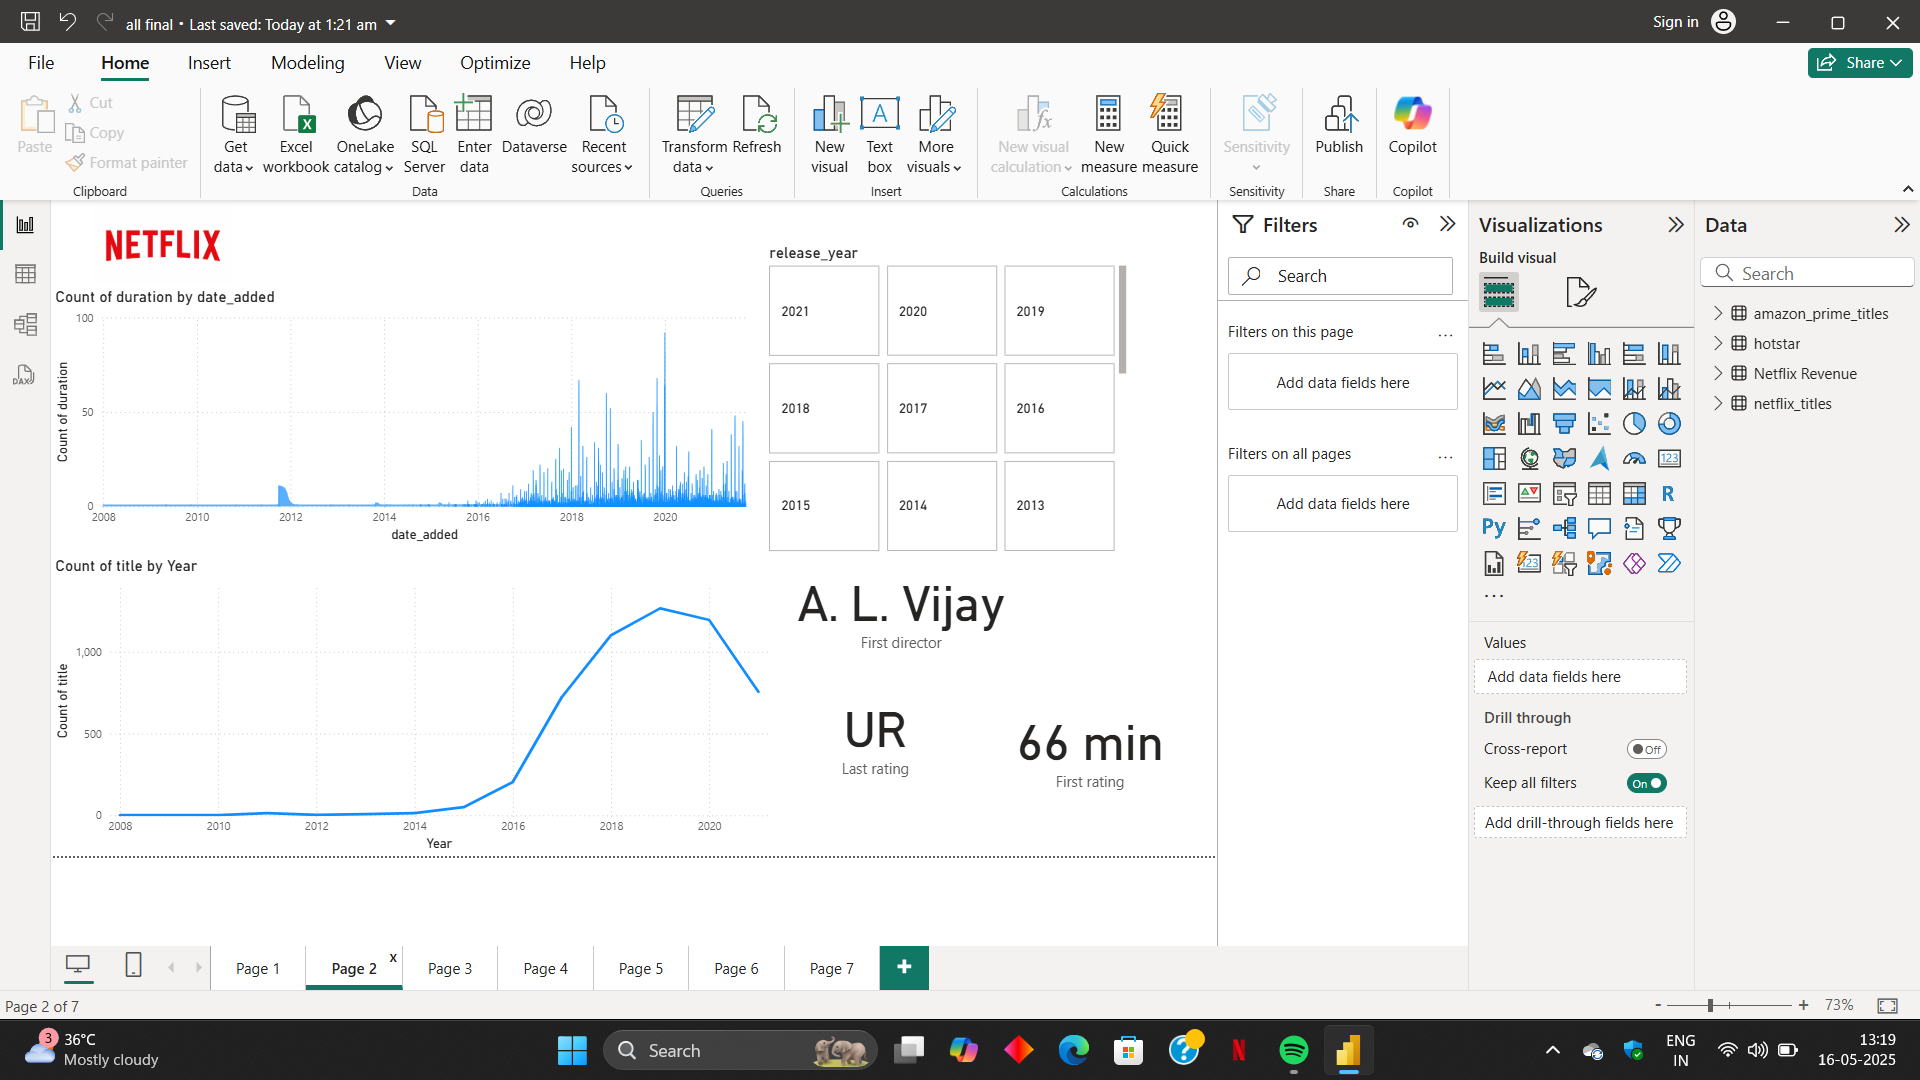 all final • Last saved: Today at 1:21 am
Sign in
File
Home
Insert
Modeling
View
Optimize
Help
Share
Paste
Cut
Copy
Format painter
Clipboard
Get data
Excel workbook
OneLake catalog
SQL Server
Enter data
Dataverse
Recent sources
Data
Transform data
Refresh
Queries
New visual
Text box
More visuals
Insert
New visual calculation
New measure
Quick measure
Calculations
Sensitivity
Sensitivity
Publish
Share
Copilot
Copilot
NETFLIX
Count of duration by date_added
Count of duration
100
50
0
2008
2010
2012
2014
2016
2018
2020
date_added
release_year
2021
2020
2019
2018
2017
2016
2015
2014
2013
Count of title by Year
Count of title
1,000
500
0
2008
2010
2012
2014
2016
2018
2020
Year
A. L. Vijay
First director
UR
Last rating
66 min
First rating
Filters
Search
Filters on this page
...
Add data fields here
Filters on all pages
...
Add data fields here
Visualizations
Build visual
123
R
Py
123
...
Values
Add data fields here
Drill through
Cross-report
Off
Keep all filters
On
Add drill-through fields here
Data
Search
amazon_prime_titles
hotstar
Netflix Revenue
netflix_titles
DAX
Page 1
Page 2
x
Page 3
Page 4
Page 5
Page 6
Page 7
+
Page 2 of 7
- + 73%
3
36°C
Mostly cloudy
Search
N
ENG
IN
13:19
16-05-2025